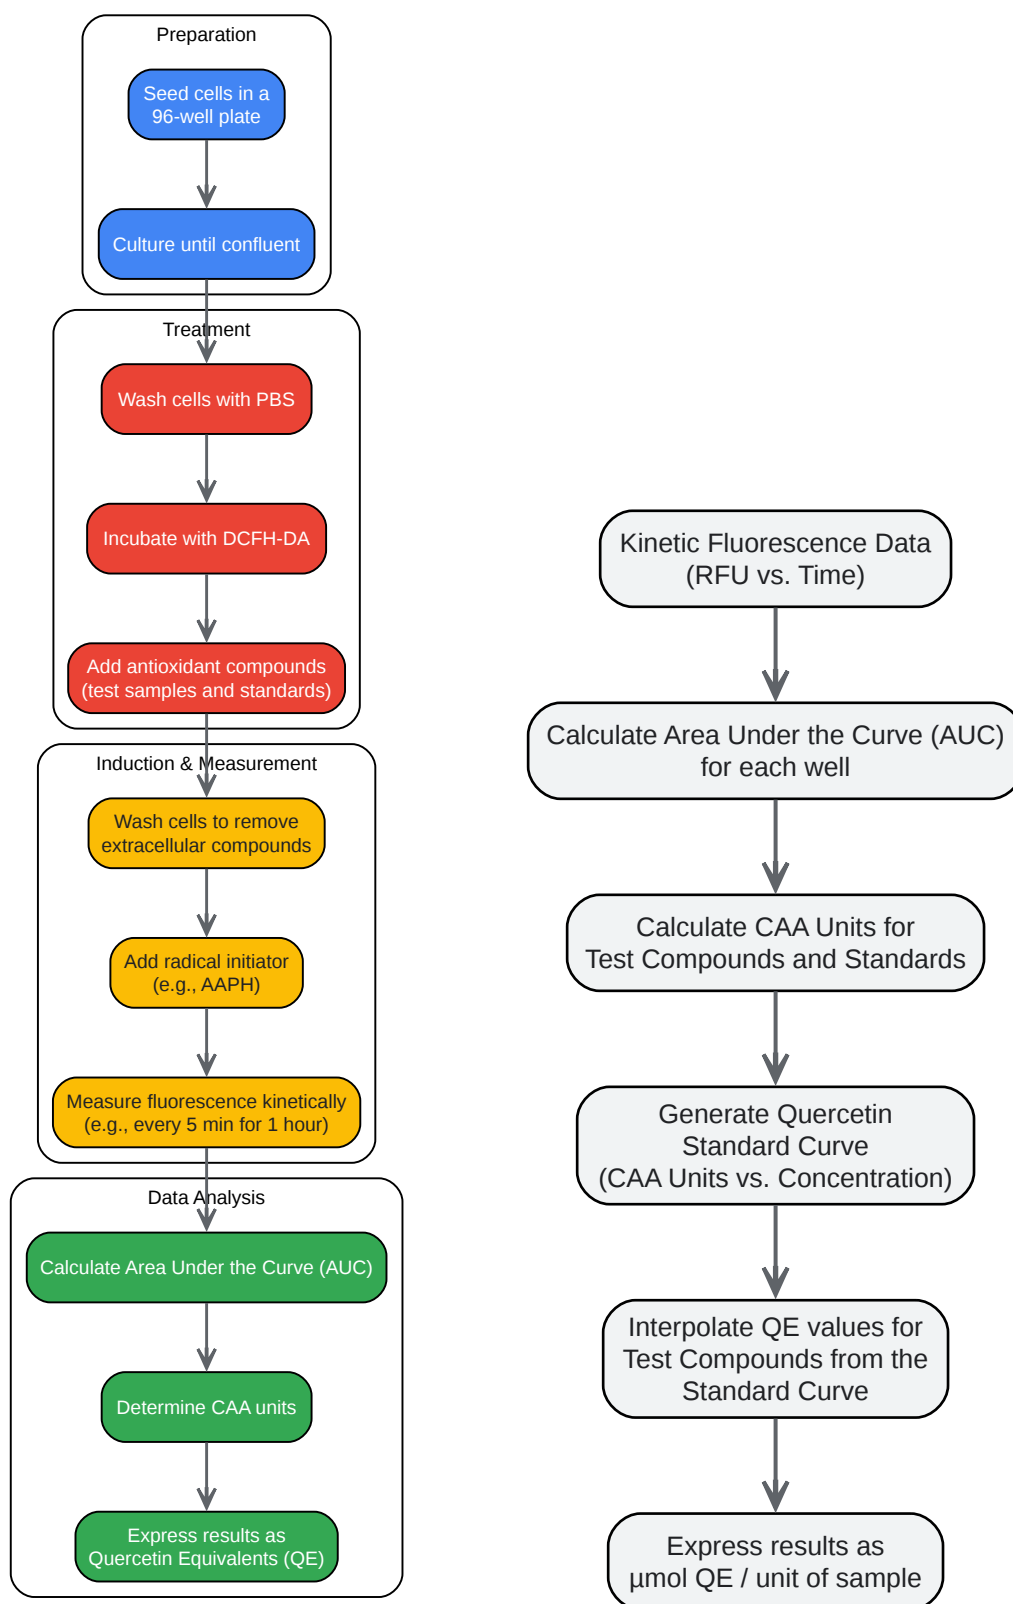 Preparation
Seed cells in a
96-well plate
Culture until confluent
Treatment
Wash cells with PBS
Incubate with DCFH-DA
Add antioxidant compounds
(test samples and standards)
Induction & Measurement
Wash cells to remove
extracellular compounds
Add radical initiator
(e.g., AAPH)
Measure fluorescence kinetically
(e.g., every 5 min for 1 hour)
Data Analysis
Calculate Area Under the Curve (AUC)
Determine CAA units
Express results as
Quercetin Equivalents (QE)
Kinetic Fluorescence Data
(RFU vs. Time)
Calculate Area Under the Curve (AUC)
for each well
Calculate CAA Units for
Test Compounds and Standards
Generate Quercetin
Standard Curve
(CAA Units vs. Concentration)
Interpolate QE values for
Test Compounds from the
Standard Curve
Express results as
µmol QE / unit of sample